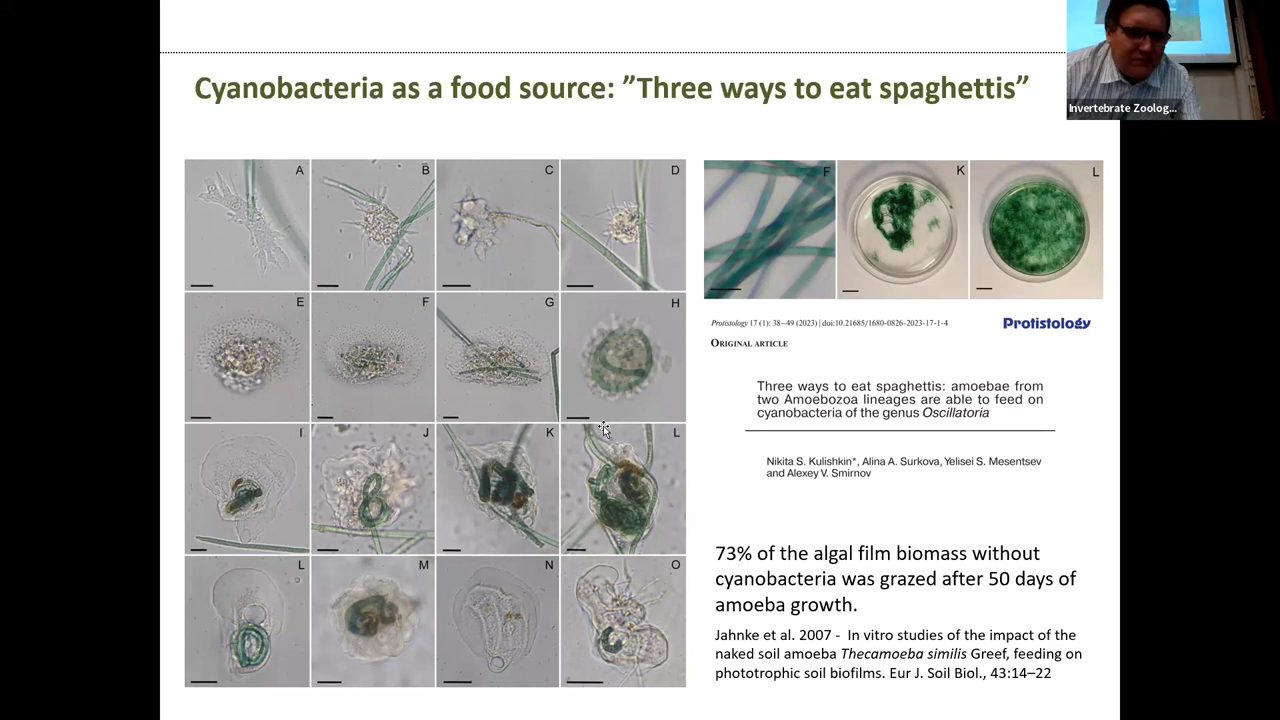 Cyanobacteria as a food source: ”Three ways to eat spaghettis”
Invertebrate Zoolog...
A
B
C
D
E
F
G
H
I
J
K
L
L
M
N
O
F
K
L
Protistology 17 (1): 38–49 (2023) | doi:10.21685/1680-0826-2023-17-1-4
Protistology
ORIGINAL ARTICLE
Three ways to eat spaghettis: amoebae from
two Amoebozoa lineages are able to feed on
cyanobacteria of the genus Oscillatoria
Nikita S. Kulishkin*, Alina A. Surkova, Yelisei S. Mesentsev
and Alexey V. Smirnov
73% of the algal film biomass without
cyanobacteria was grazed after 50 days of
amoeba growth.
Jahnke et al. 2007 - In vitro studies of the impact of the
naked soil amoeba Thecamoeba similis Greef, feeding on
phototrophic soil biofilms. Eur J. Soil Biol., 43:14–22